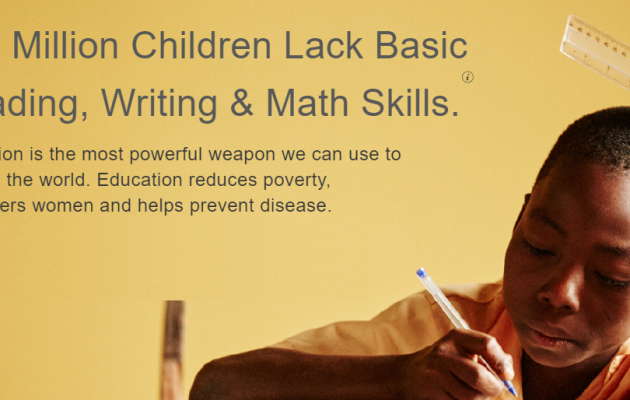 Million Children Lack Basic
ading, Writing & Math Skills.
ion is the most powerful weapon we can use to
the world. Education reduces poverty,
ers women and helps prevent disease.